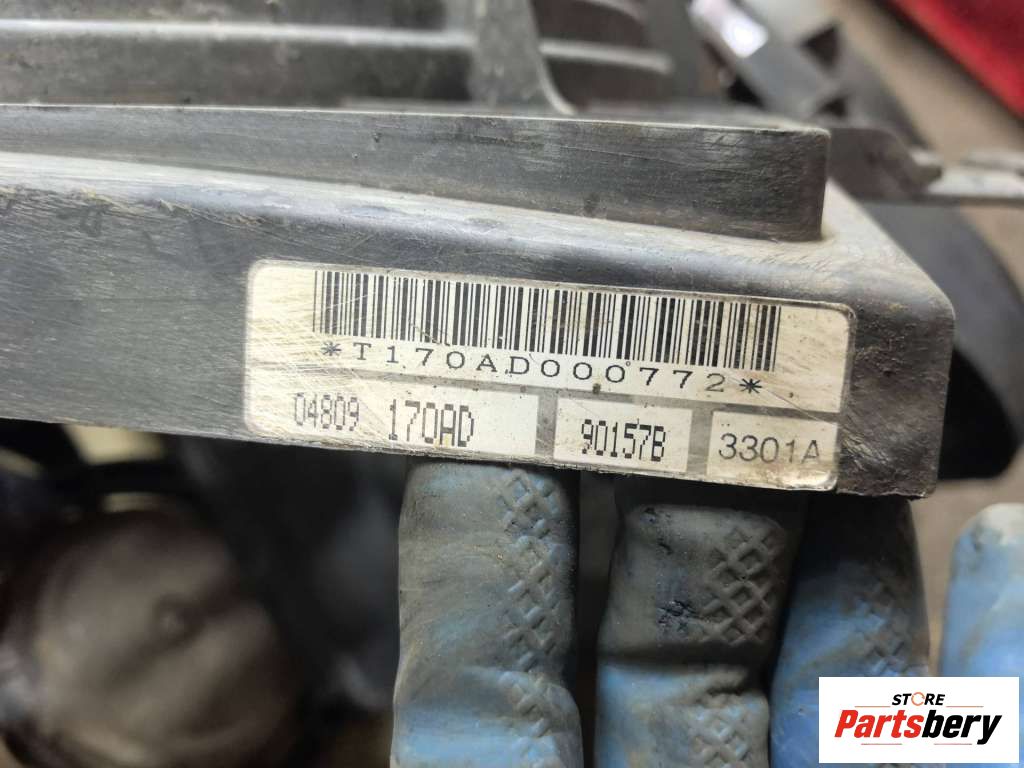 *T170AD000772*
04809 170AD 90157B 3301A
STORE
Partsbery